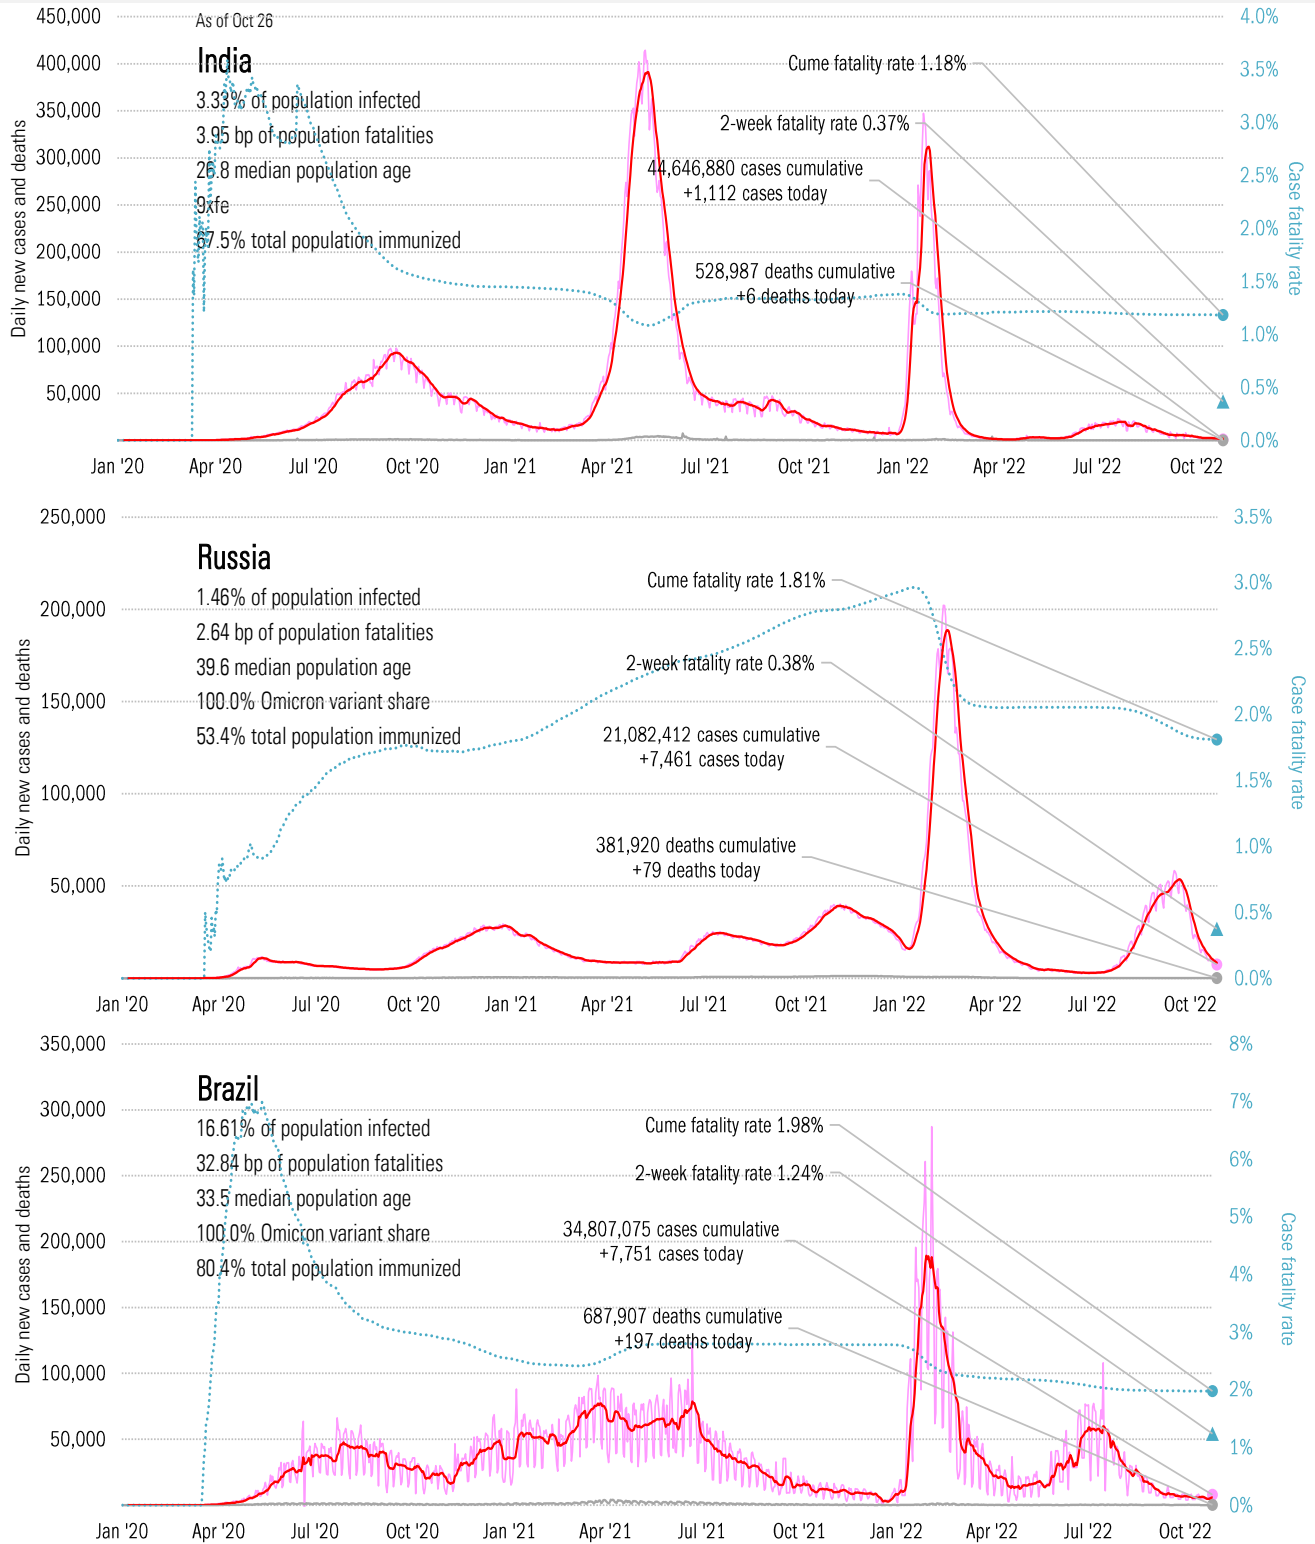 As of Oct 26
India
3.33% of population infected
3.95 bp of population fatalities
26.8 median population age
9xfe
67.5% total population immunized
Cume fatality rate 1.18%
2-week fatality rate 0.37%
44,646,880 cases cumulative
+1,112 cases today
528,987 deaths cumulative
+6 deaths today
Daily new cases and deaths
450,000
400,000
350,000
300,000
250,000
200,000
150,000
100,000
50,000
4.0%
3.5%
3.0%
2.5%
2.0%
1.5%
1.0%
0.5%
0.0%
Case fatality rate
Jan '20 Apr '20 Jul '20 Oct '20 Jan '21 Apr '21 Jul '21 Oct '21 Jan '22 Apr '22 Jul '22 Oct '22
Russia
1.46% of population infected
2.64 bp of population fatalities
39.6 median population age
100.0% Omicron variant share
53.4% total population immunized
Cume fatality rate 1.81%
2-week fatality rate 0.38%
21,082,412 cases cumulative
+7,461 cases today
381,920 deaths cumulative
+79 deaths today
Daily new cases and deaths
250,000
200,000
150,000
100,000
50,000
3.5%
3.0%
2.5%
2.0%
1.5%
1.0%
0.5%
0.0%
Case fatality rate
Jan '20 Apr '20 Jul '20 Oct '20 Jan '21 Apr '21 Jul '21 Oct '21 Jan '22 Apr '22 Jul '22 Oct '22
Brazil
16.61% of population infected
32.84 bp of population fatalities
33.5 median population age
100.0% Omicron variant share
80.4% total population immunized
Cume fatality rate 1.98%
2-week fatality rate 1.24%
34,807,075 cases cumulative
+7,751 cases today
687,907 deaths cumulative
+197 deaths today
Daily new cases and deaths
350,000
300,000
250,000
200,000
150,000
100,000
50,000
8%
7%
6%
5%
4%
3%
2%
1%
0%
Case fatality rate
Jan '20 Apr '20 Jul '20 Oct '20 Jan '21 Apr '21 Jul '21 Oct '21 Jan '22 Apr '22 Jul '22 Oct '22